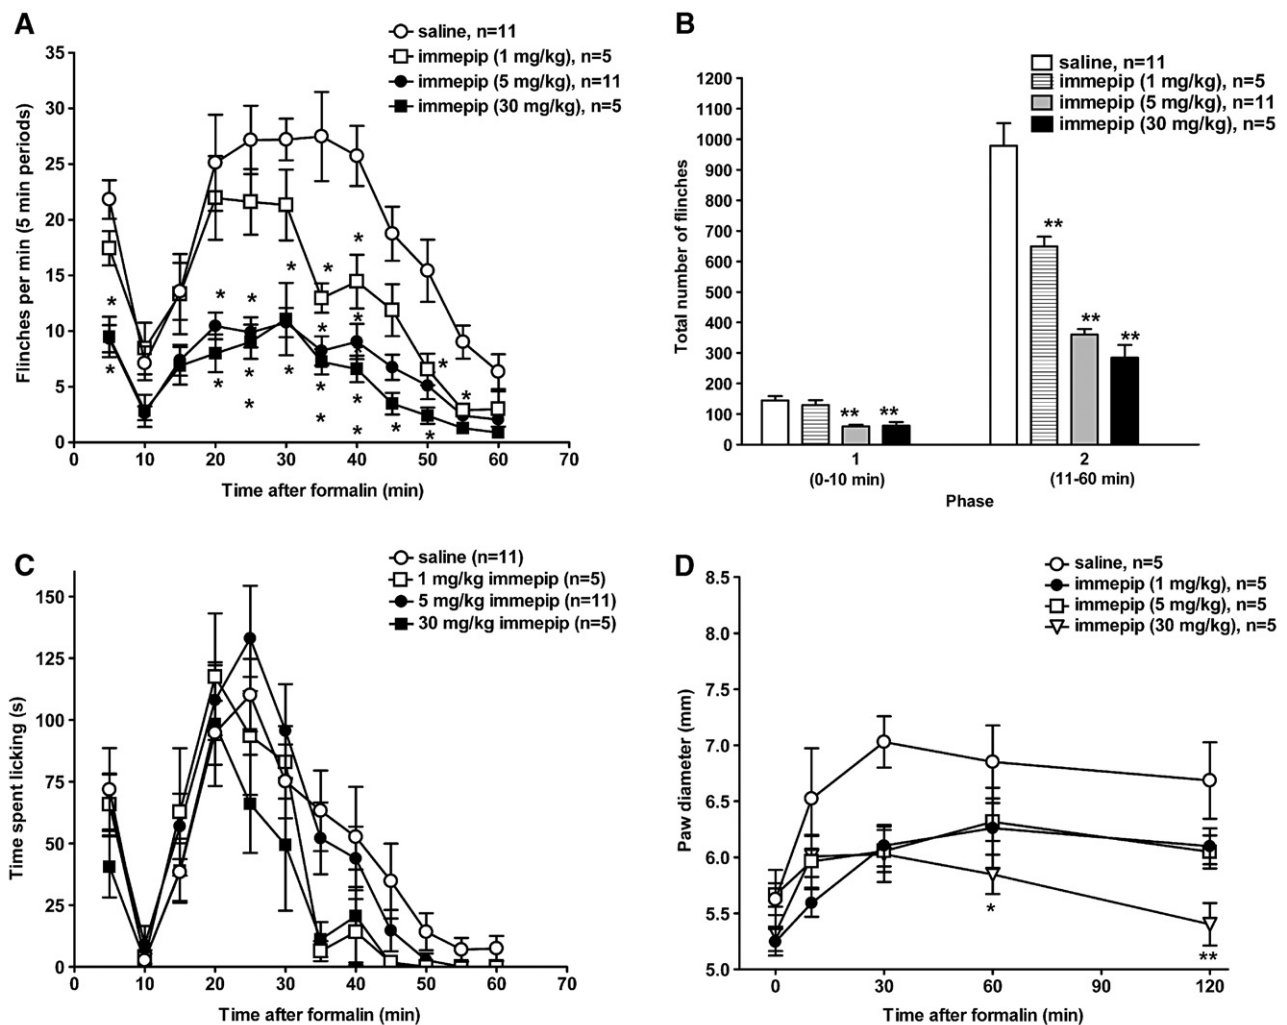 A
saline, n=11
immepip (1 mg/kg), n=5
immepip (5 mg/kg), n=11
immepip (30 mg/kg), n=5
35
30
25
20
15
10
5
0
Flinches per min (5 min periods)
* * * * * * * * * * * * * * * * * * * * * *
0 10 20 30 40 50 60 70
Time after formalin (min)
B
saline, n=11
immepip (1 mg/kg), n=5
immepip (5 mg/kg), n=11
immepip (30 mg/kg), n=5
1200
1100
1000
900
800
700
600
500
400
300
200
100
0
Total number of flinches
** ** ** ** **
1 2
(0-10 min) (11-60 min)
Phase
C
saline (n=11)
1 mg/kg immepip (n=5)
5 mg/kg immepip (n=11)
30 mg/kg immepip (n=5)
150
125
100
75
50
25
0
Time spent licking (s)
0 10 20 30 40 50 60 70
Time after formalin (min)
D
saline, n=5
immepip (1 mg/kg), n=5
immepip (5 mg/kg), n=5
immepip (30 mg/kg), n=5
8.5
8.0
7.5
7.0
6.5
6.0
5.5
5.0
Paw diameter (mm)
*
**
0 30 60 90 120
Time after formalin (min)